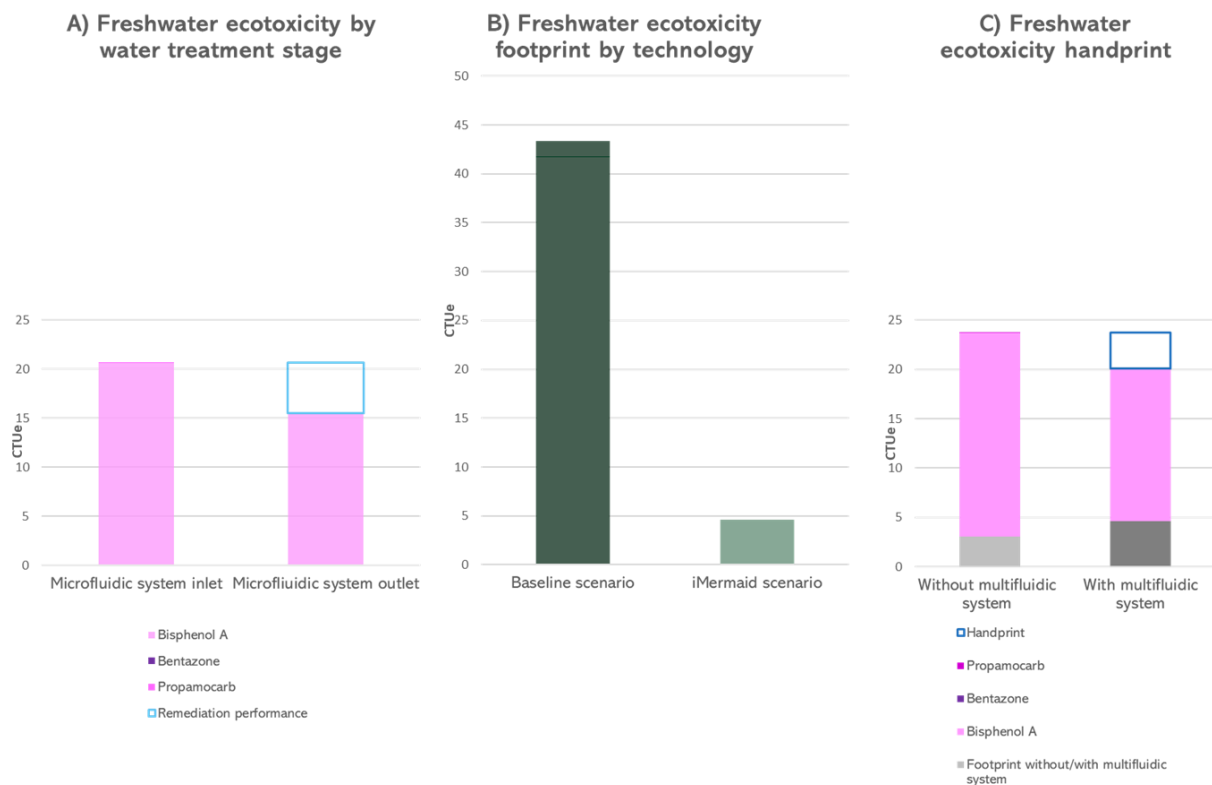 A) Freshwater ecotoxicity by
water treatment stage
25
20
15
10
5
0
CTUe
Microfluidic system inlet
Microfliuidic system outlet
Bisphenol A
Bentazone
Propamocarb
Remediation performance
B) Freshwater ecotoxicity
footprint by technology
50
45
40
35
30
25
20
15
10
5
0
CTUe
Baseline scenario
iMermaid scenario
C) Freshwater
ecotoxicity handprint
25
20
15
10
5
0
CTUe
Without multifluidic
system
With multifluidic
system
Handprint
Propamocarb
Bentazone
Bisphenol A
Footprint without/with multifluidic
system